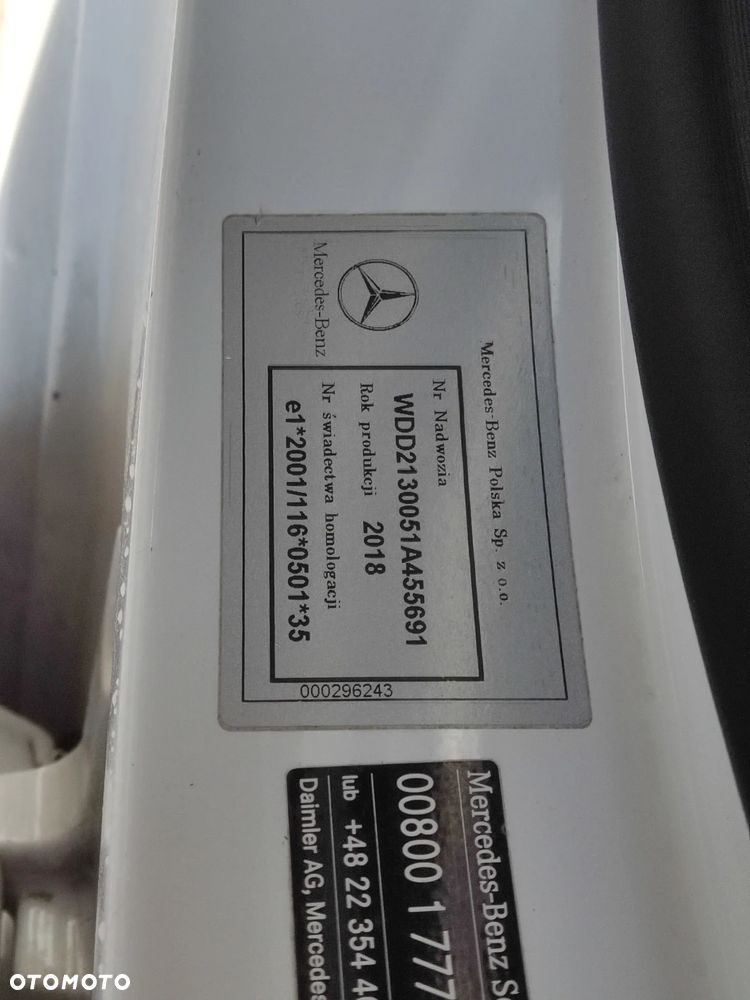 Mercedes-Benz Polska Sp. z o.o.
Mercedes-Benz
Nr Nadwozia
WDD2130051A455691
Rok produkcji 2018
Nr świadectwa homologacji
e1*2001/116*0501*35
000296243
Mercedes-Benz S
00800 1 777
lub +48 22 354 4
Daimler AG, Mercedes
OTOMOTO